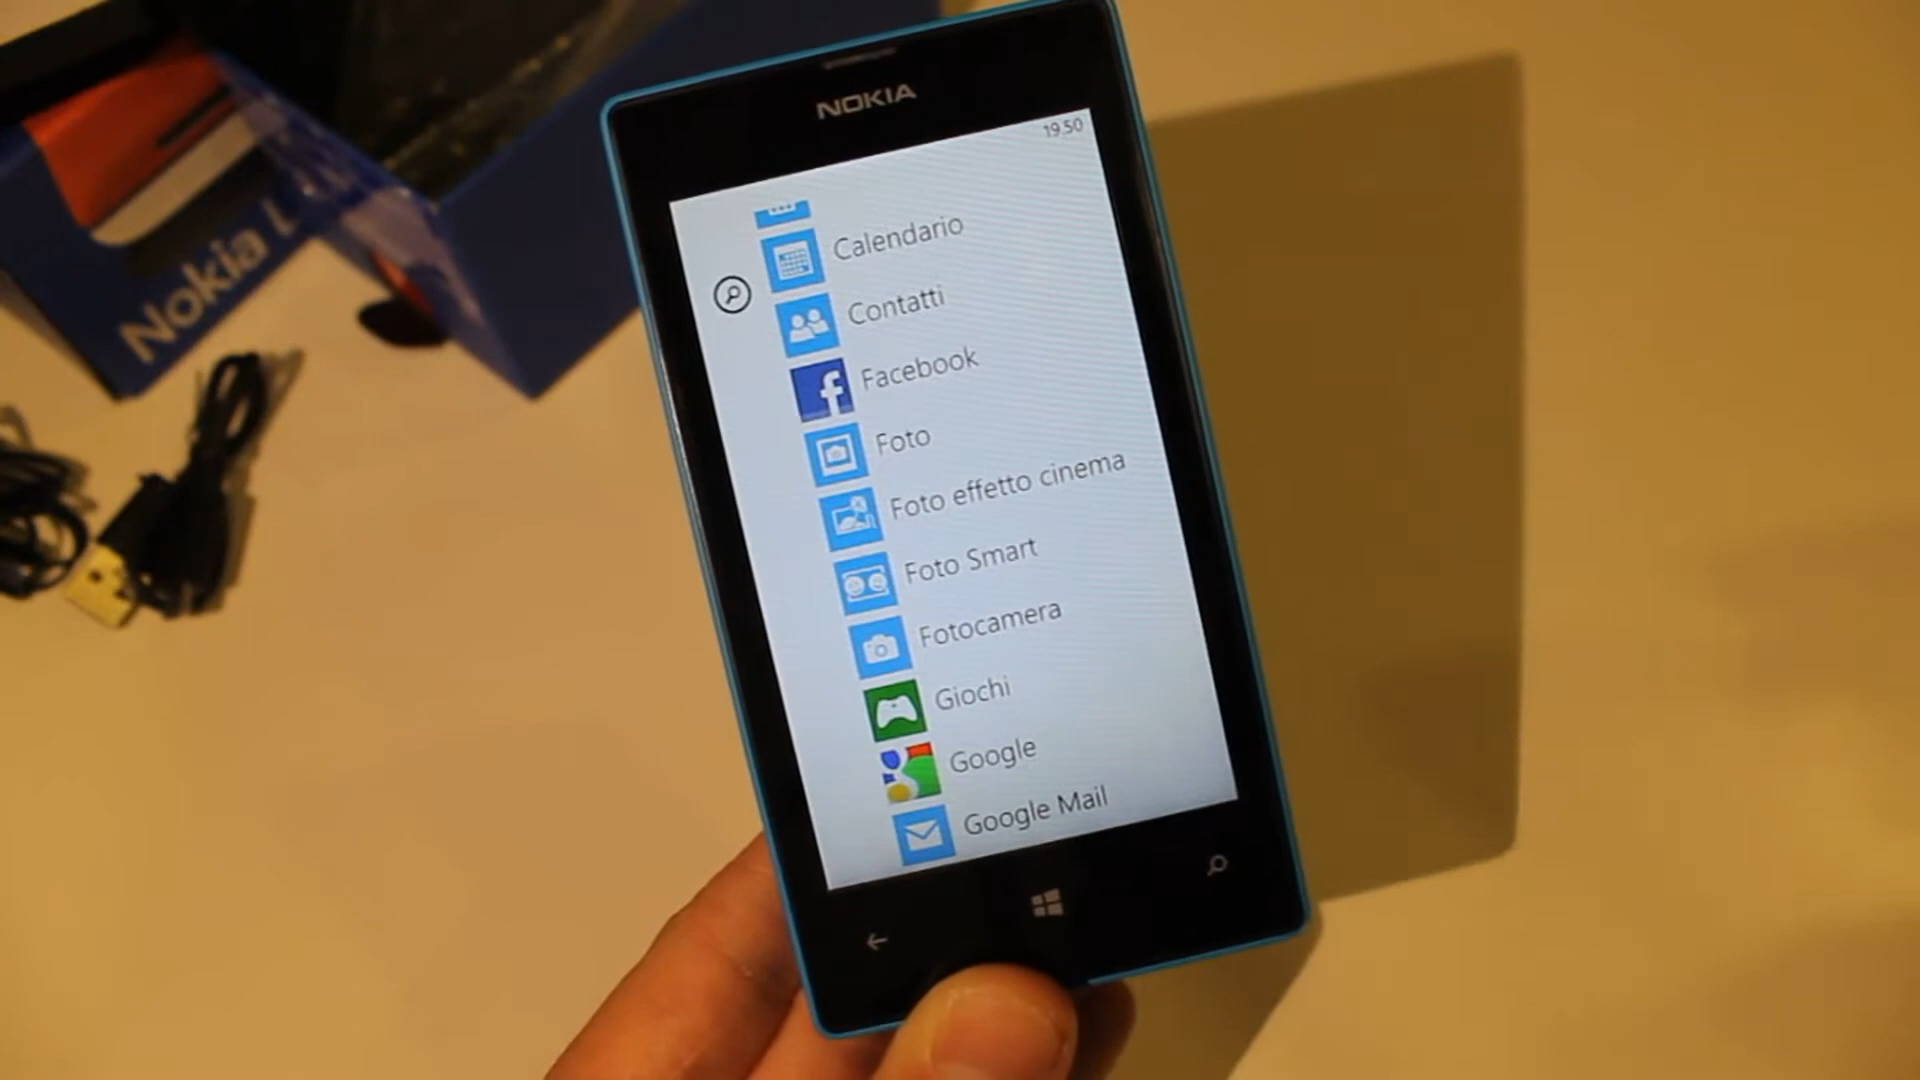 NOKIA
19.50
Calendario
Contatti
Facebook
Foto
Foto effetto cinema
Foto Smart
Fotocamera
Giochi
Google
Google Mail
Nokia L